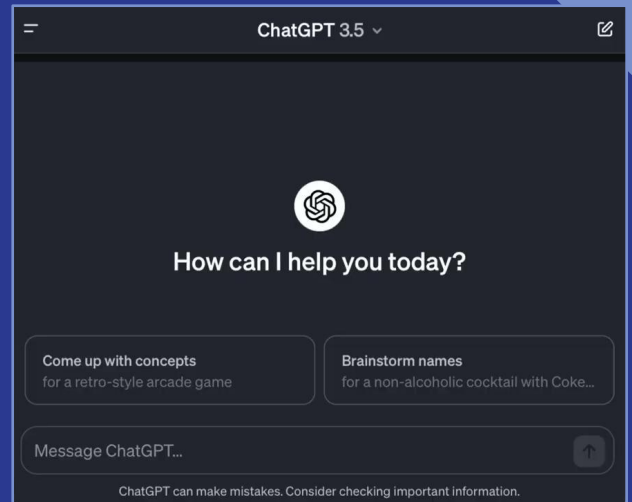 ChatGPT 3.5
How can I help you today?
Come up with concepts
for a retro-style arcade game
Brainstorm names
for a non-alcoholic cocktail with Coke...
Message ChatGPT...
ChatGPT can make mistakes. Consider checking important information.